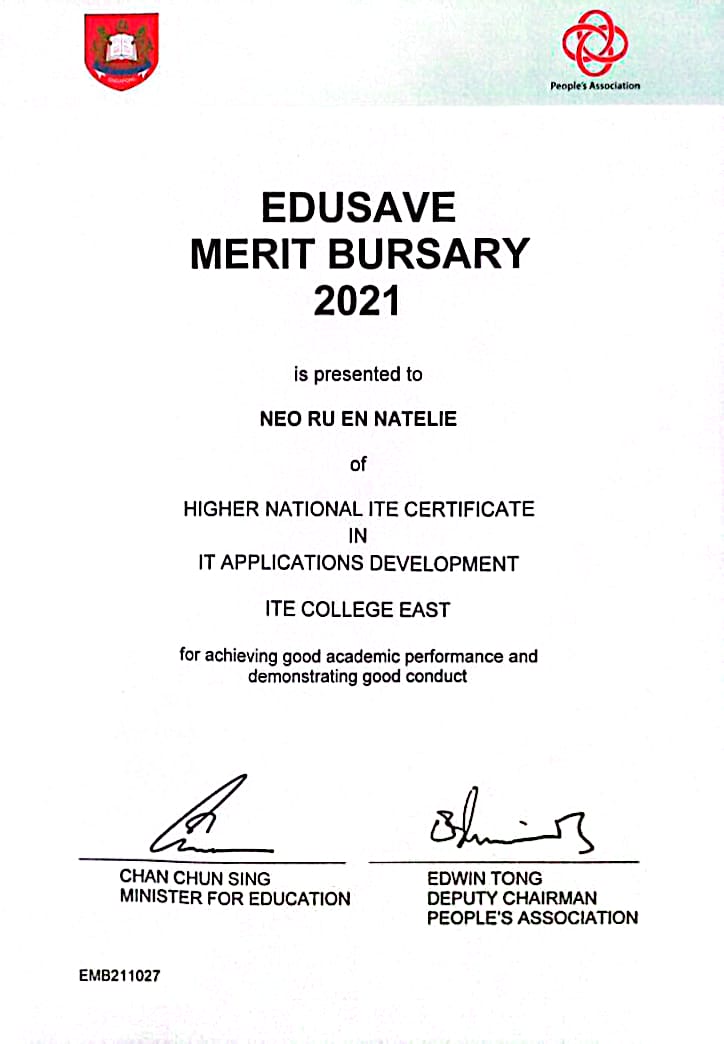 SINGAPORE
People's Association
EDUSAVE
MERIT BURSARY
2021
is presented to
NEO RU EN NATELIE
of
HIGHER NATIONAL ITE CERTIFICATE
IN
IT APPLICATIONS DEVELOPMENT
ITE COLLEGE EAST
for achieving good academic performance and
demonstrating good conduct
CHAN CHUN SING
MINISTER FOR EDUCATION
EDWIN TONG
DEPUTY CHAIRMAN
PEOPLE'S ASSOCIATION
EMB211027